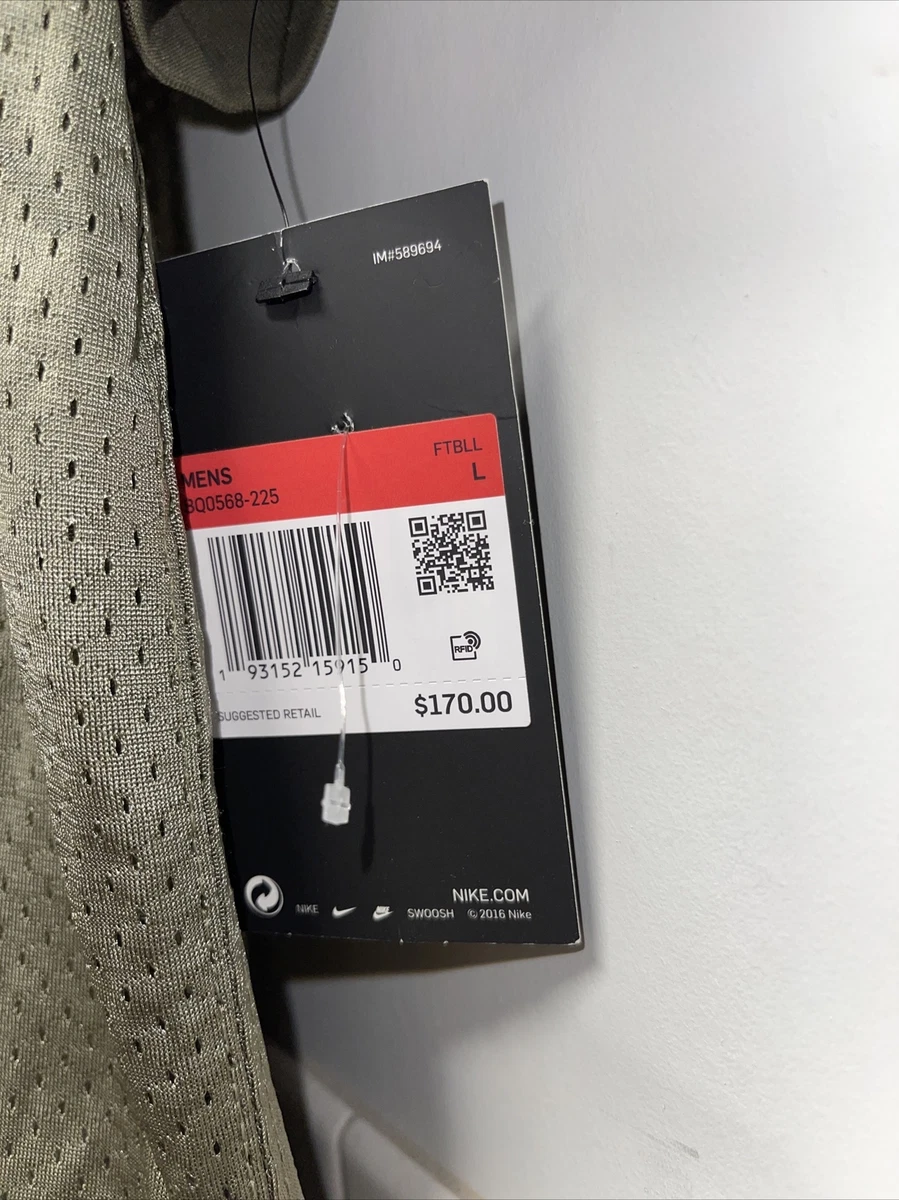 IM#589694
FTBLL
MENS L
BQ0568-225
1 93152 15915 0
RFID
SUGGESTED RETAIL $170.00
NIKE.COM
NIKE SWOOSH © 2016 Nike